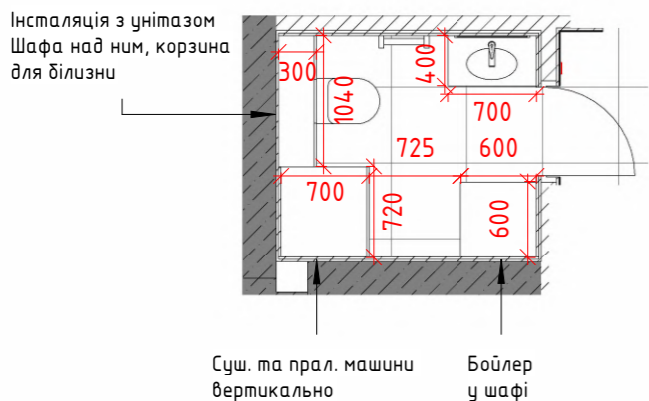 Інсталяція з унітазом
Шафа над ним, корзина
для білизни
300
1040
400
700
725
600
700
720
600
Суш. та прал. машини
вертикально
Бойлер
у шафі